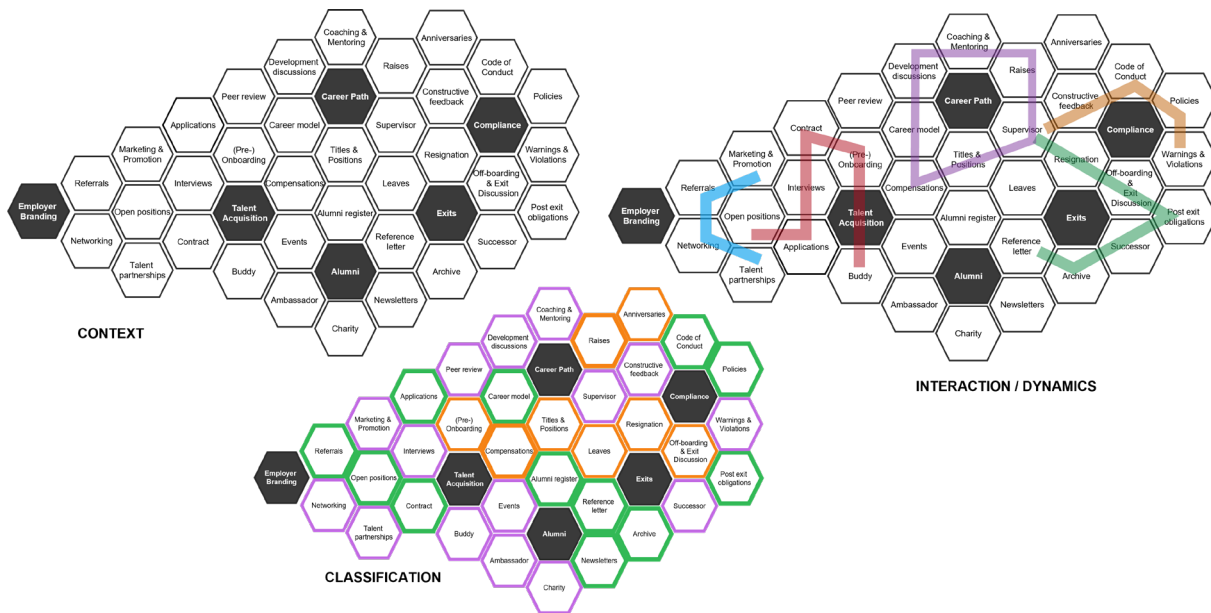 Employer
Branding
Referrals
Networking
Marketing &
Promotion
Open positions
Talent
partnerships
Applications
Interviews
Contract
Peer review
(Pre-)
Onboarding
Talent
Acquisition
Buddy
Development
discussions
Career model
Compensations
Events
Ambassador
Coaching &
Mentoring
Career Path
Titles &
Positions
Alumni register
Alumni
Charity
Raises
Supervisor
Leaves
Reference
letter
Newsletters
Anniversaries
Constructive
feedback
Resignation
Exits
Archive
Code of
Conduct
Compliance
Off-boarding
& Exit
Discussion
Successor
Policies
Warnings &
Violations
Post exit
obligations
CONTEXT
Employer
Branding
Referrals
Networking
Marketing &
Promotion
Open positions
Talent
partnerships
Contract
Interviews
Applications
Peer review
(Pre-)
Onboarding
Talent
Acquisition
Buddy
Development
discussions
Career model
Compensations
Events
Ambassador
Coaching &
Mentoring
Career Path
Titles &
Positions
Alumni register
Alumni
Charity
Raises
Supervisor
Leaves
Reference
letter
Newsletters
Anniversaries
Constructive
feedback
Resignation
Exits
Archive
Code of
Conduct
Compliance
Off-boarding
& Exit
Discussion
Successor
Policies
Warnings &
Violations
Post exit
obligations
INTERACTION / DYNAMICS
Employer
Branding
Referrals
Networking
Marketing &
Promotion
Open positions
Talent
partnerships
Applications
Interviews
Contract
Peer review
(Pre-)
Onboarding
Talent
Acquisition
Buddy
Development
discussions
Career model
Compensations
Events
Ambassador
Coaching &
Mentoring
Career Path
Titles &
Positions
Alumni register
Alumni
Charity
Raises
Supervisor
Leaves
Reference
letter
Newsletters
Anniversaries
Constructive
feedback
Resignation
Exits
Archive
Code of
Conduct
Compliance
Off-boarding
& Exit
Discussion
Successor
Policies
Warnings &
Violations
Post exit
obligations
CLASSIFICATION